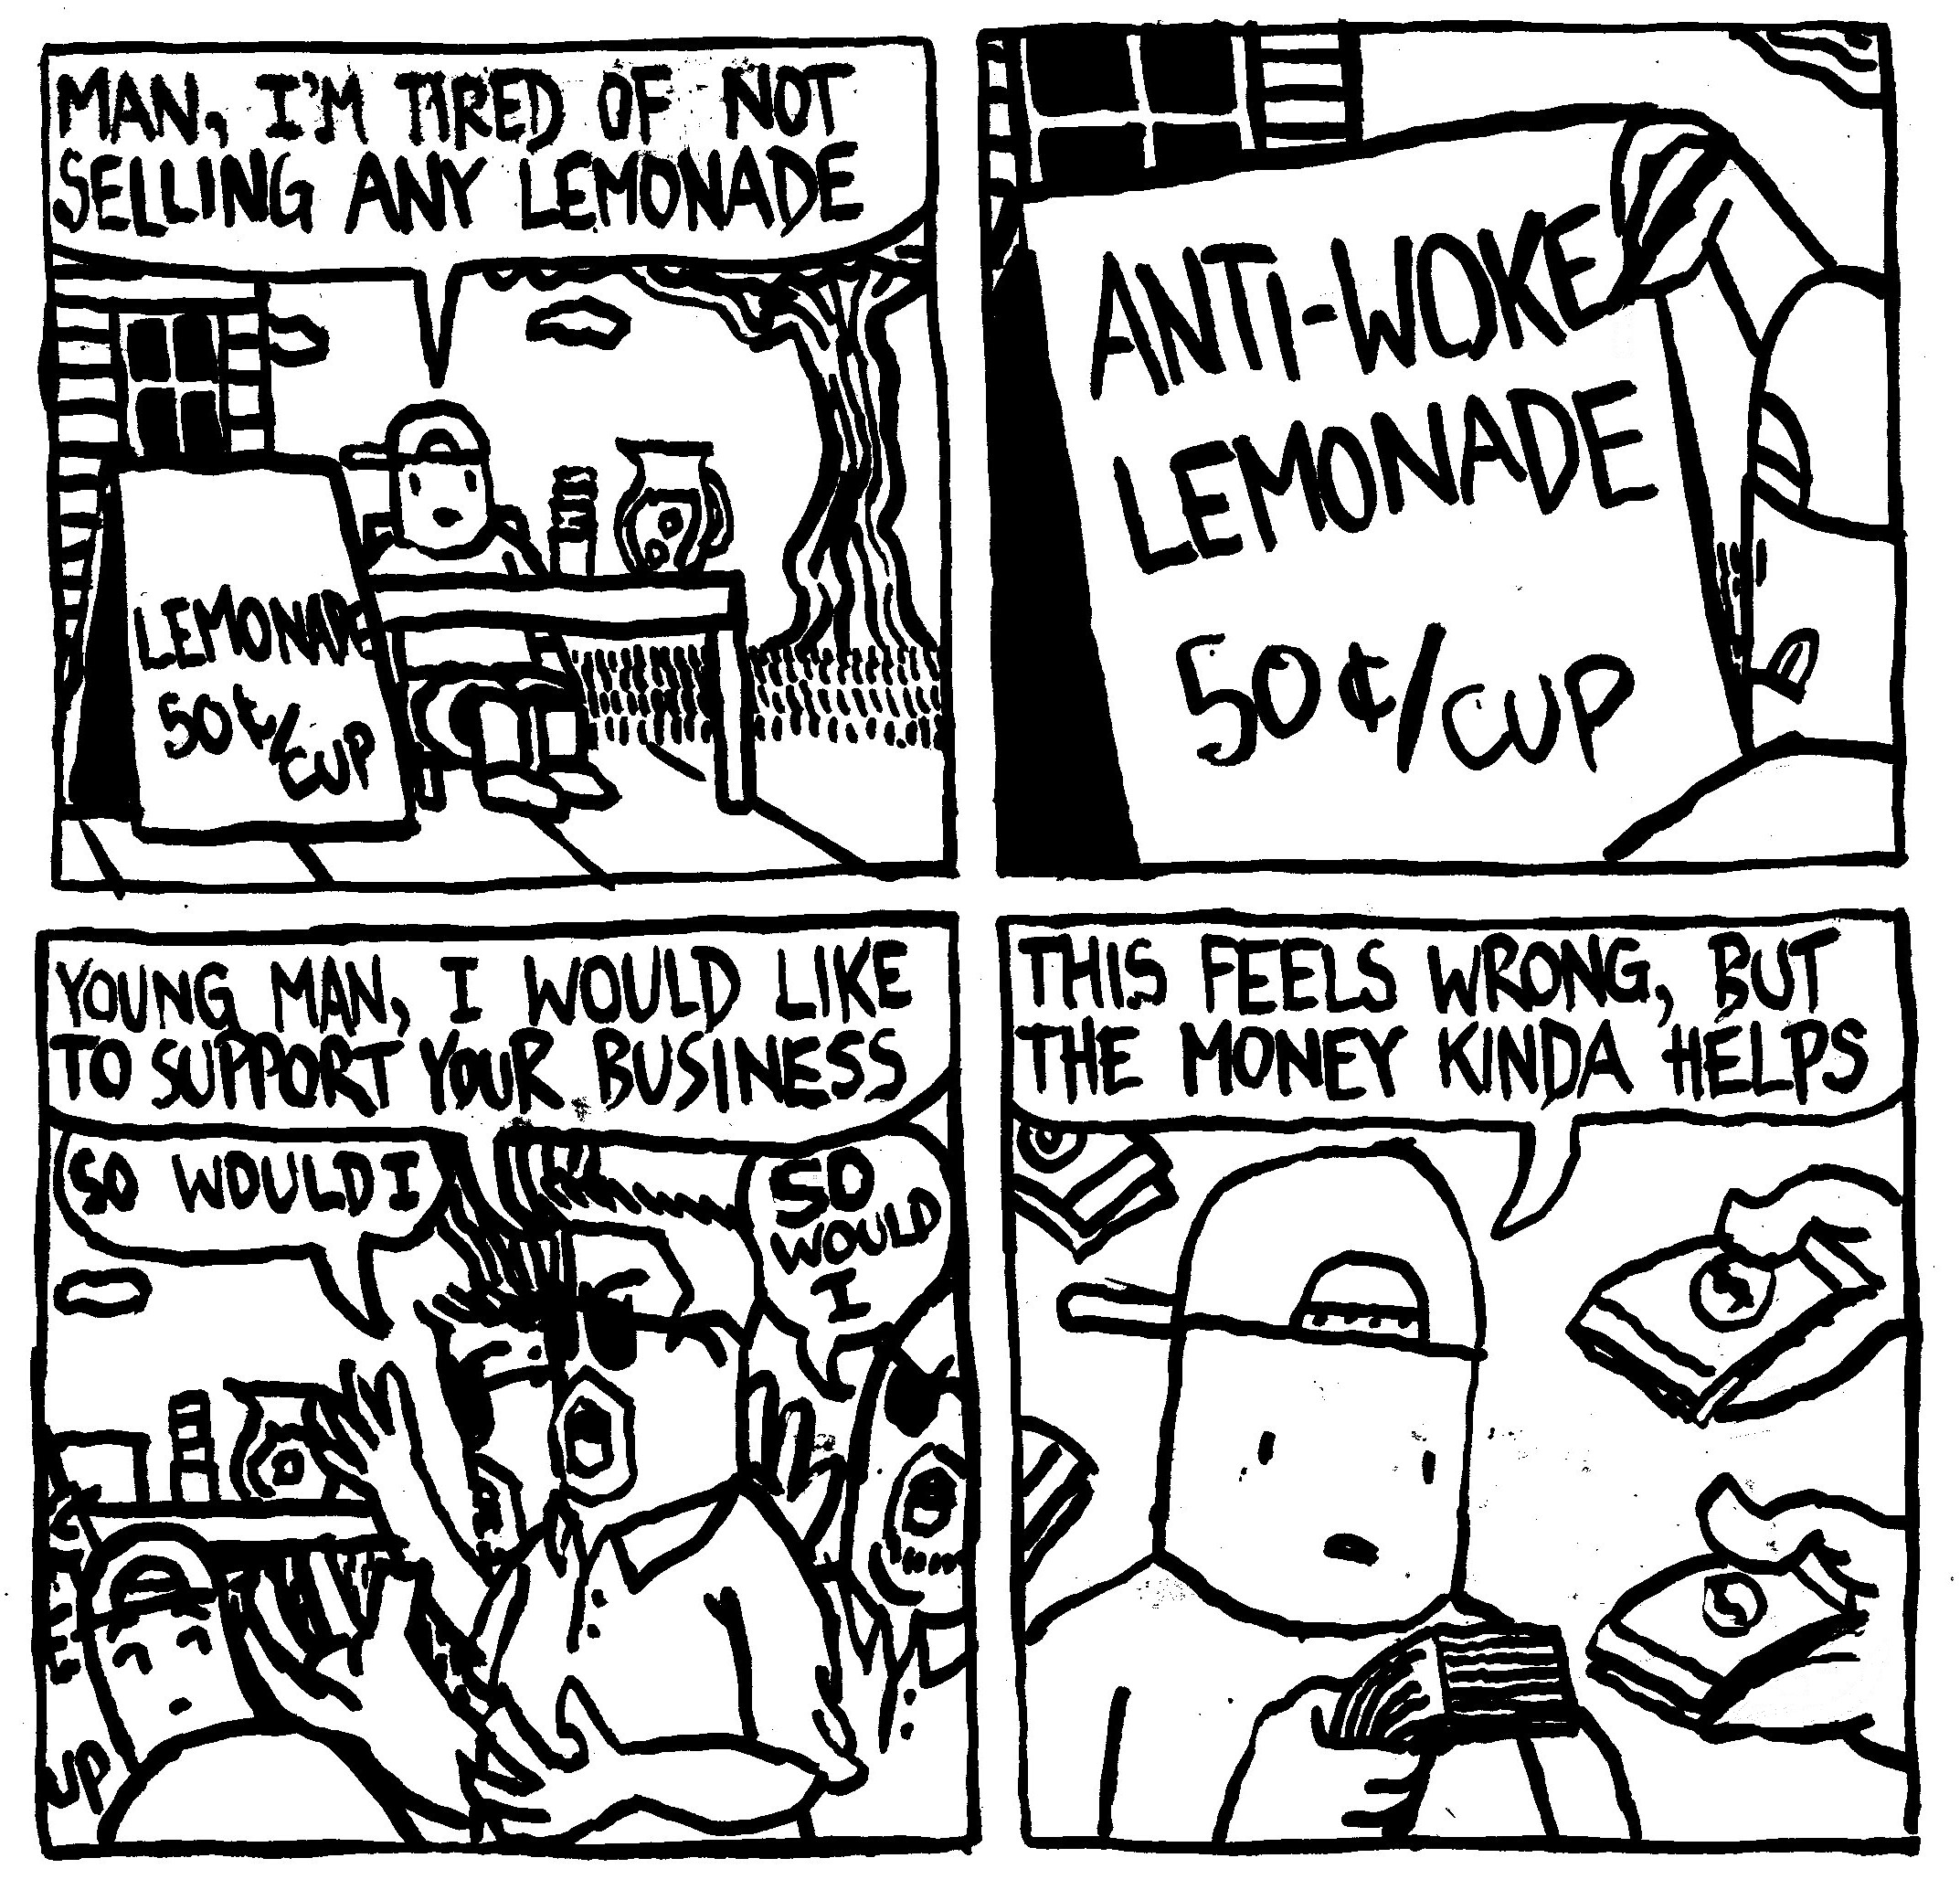 MAN, I'M TIRED OF NOT
SELLING ANY LEMONADE
LEMONADE
50¢/CUP
ANTI-WOKE
LEMONADE
50¢/CUP
YOUNG MAN, I WOULD LIKE
TO SUPPORT YOUR BUSINESS
SO WOULD I
SO
WOULD
I
UP
THIS FEELS WRONG, BUT
THE MONEY KINDA HELPS